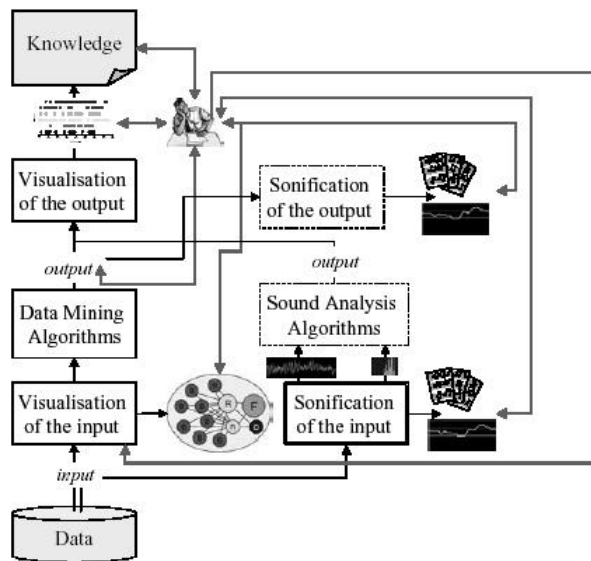 Knowledge
Visualisation
of the output
Sonification
of the output
output
output
Data Mining
Algorithms
Sound Analysis
Algorithms
Visualisation
of the input
R
F
n
Sonification
of the input
input
Data